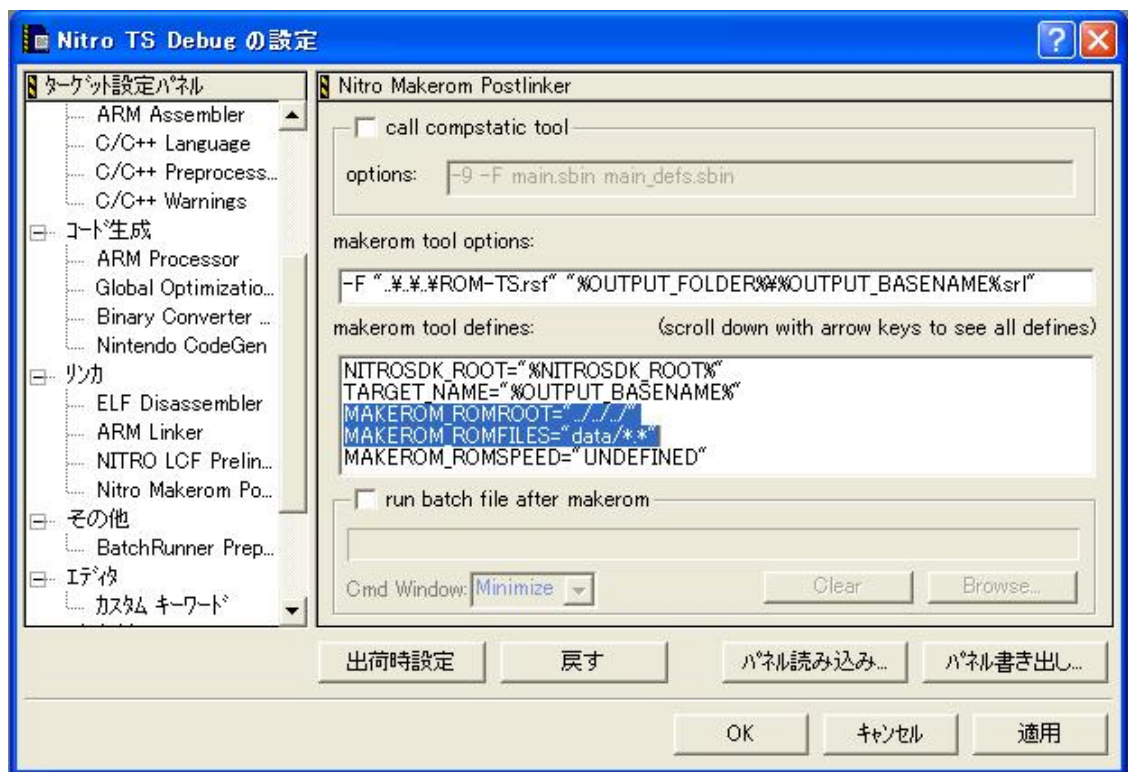 Nitro TS Debug の設定
ターゲット設定パネル
ARM Assembler
C/C++ Language
C/C++ Preprocess...
C/C++ Warnings
コード生成
ARM Processor
Global Optimizatio...
Binary Converter ...
Nintendo CodeGen
リンカ
ELF Disassembler
ARM Linker
NITRO LCF Prelin...
Nitro Makerom Po...
その他
BatchRunner Prep...
エディタ
カスタム キーワード
Nitro Makerom Postlinker
call compstatic tool
options: -9 -F main.sbin main_defs.sbin
makerom tool options:
-F "..¥..¥..¥ROM-TS.rsf" "%OUTPUT_FOLDER%¥%OUTPUT_BASENAME%.srl"
makerom tool defines: (scroll down with arrow keys to see all defines)
NITROSDK_ROOT="%NITROSDK_ROOT%"
TARGET_NAME="%OUTPUT_BASENAME%"
MAKEROM_ROMROOT="../../../"
MAKEROM_ROMFILES="data/*.*"
MAKEROM_ROMSPEED="UNDEFINED"
run batch file after makerom
Cmd Window: Minimize Clear Browse...
出荷時設定 戻す パネル読み込み... パネル書き出し...
OK キャンセル 適用